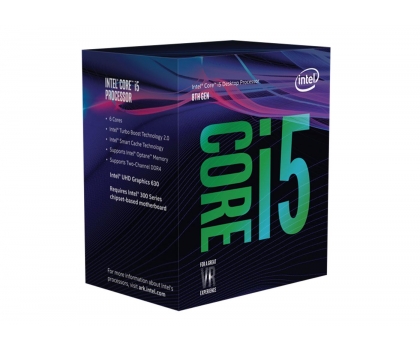 INTEL® CORE™ i5
PROCESSOR
• 6 Cores
• Intel® Turbo Boost Technology 2.0
• Intel® Smart Cache Technology
• Supports Intel® Optane™ Memory
• Supports Two-Channel DDR4
Intel® UHD Graphics 630
Requires Intel® 300 Series
chipset-based motherboard
For more information about Intel's
processors, visit ark.intel.com
Intel® Core™ i5 Desktop Processor
8TH GEN
intel
CORE i5
FOR A GREAT
VR
EXPERIENCE